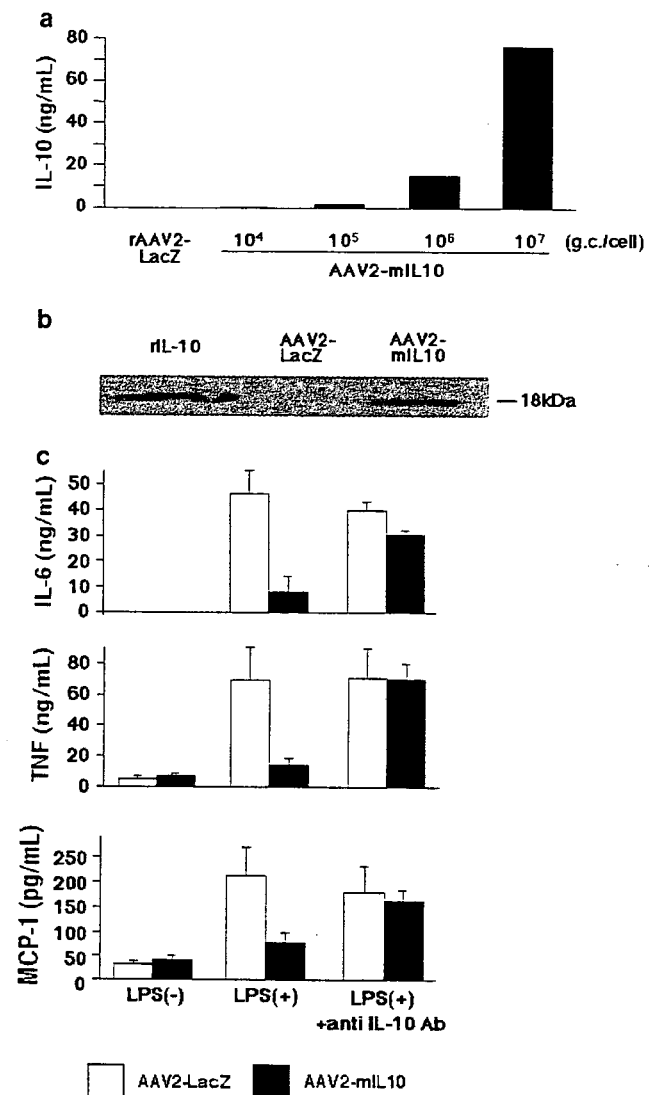 a
IL-10 (ng/mL)
80
60
40
20
0
rAAV2-
LacZ
10⁴ 10⁵ 10⁶ 10⁷ (g.c./cell)
AAV2-mIL10
b
rIL-10
AAV2-
LacZ
AAV2-
mIL10
18kDa
c
IL-6 (ng/mL)
50
40
30
20
10
0
TNF (ng/mL)
80
60
40
20
0
MCP-1 (pg/mL)
250
200
150
100
50
0
LPS(-) LPS(+) LPS(+)
+anti IL-10 Ab
AAV2-LacZ AAV2-mIL10